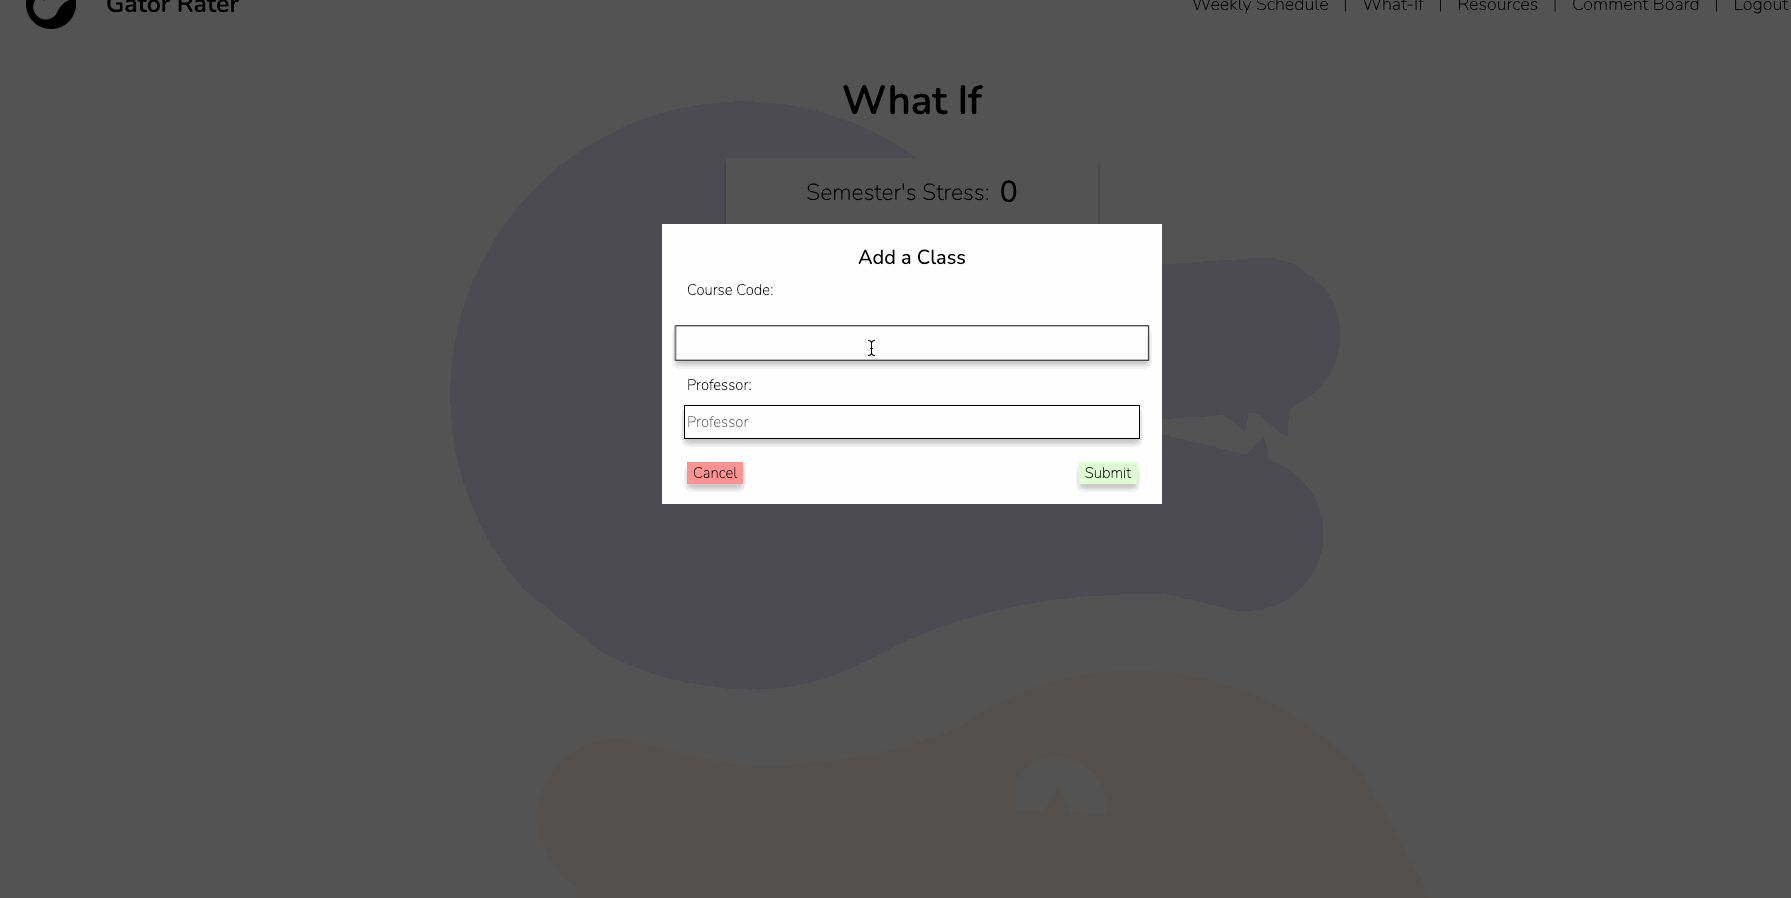 Gator Rater
Weekly Schedule | What-If | Resources | Comment Board | Logout
What If
Semester's Stress: 0
Add a Class
Course Code:
Professor:
Professor
Cancel
Submit